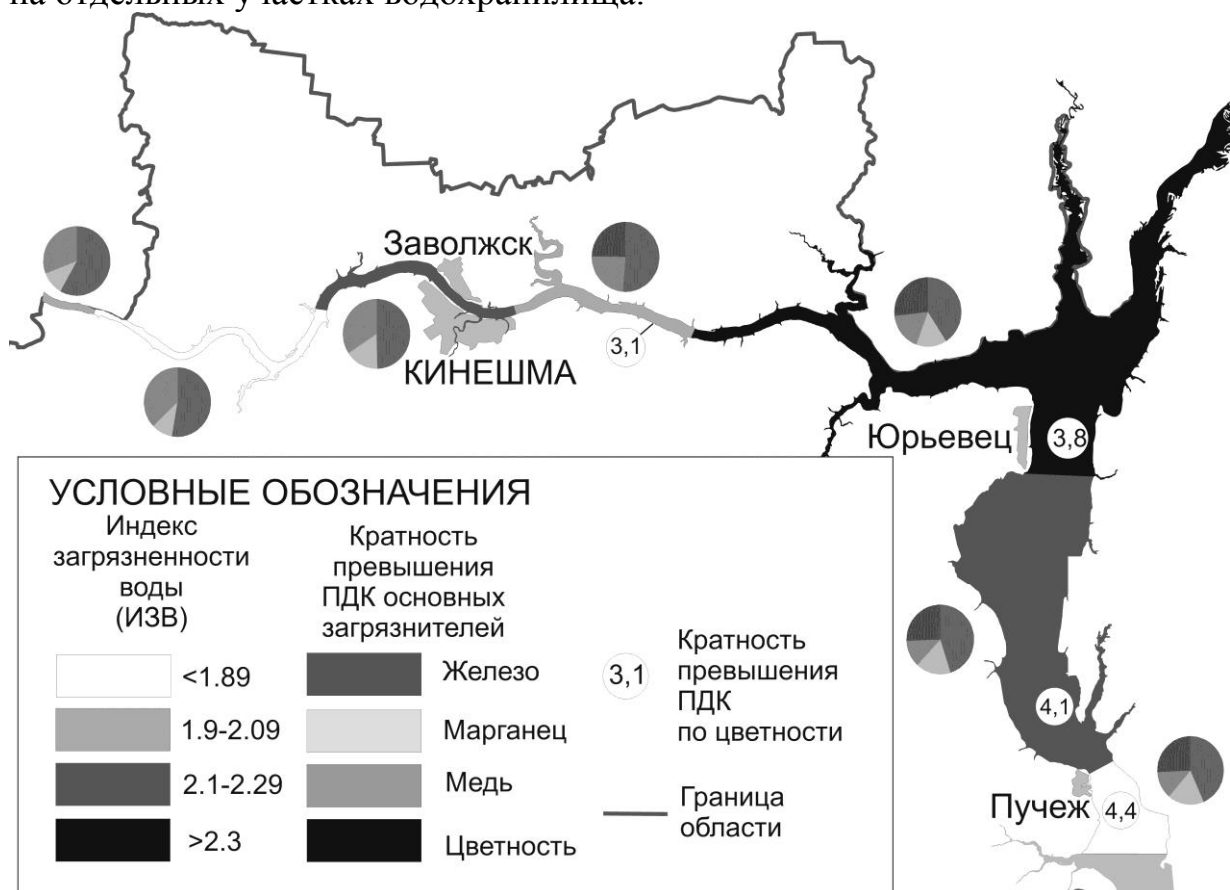 на отдельных участках водохранилища.
Заволжск
КИНЕШМА
3,1
Юрьевец
3,8
4,1
Пучеж
4,4
УСЛОВНЫЕ ОБОЗНАЧЕНИЯ
Индекс
загрязненности
воды
(ИЗВ)
<1.89
1.9-2.09
2.1-2.29
>2.3
Кратность
превышения
ПДК основных
загрязнителей
Железо
Марганец
Медь
Цветность
3,1
Кратность
превышения
ПДК
по цветности
Граница
области